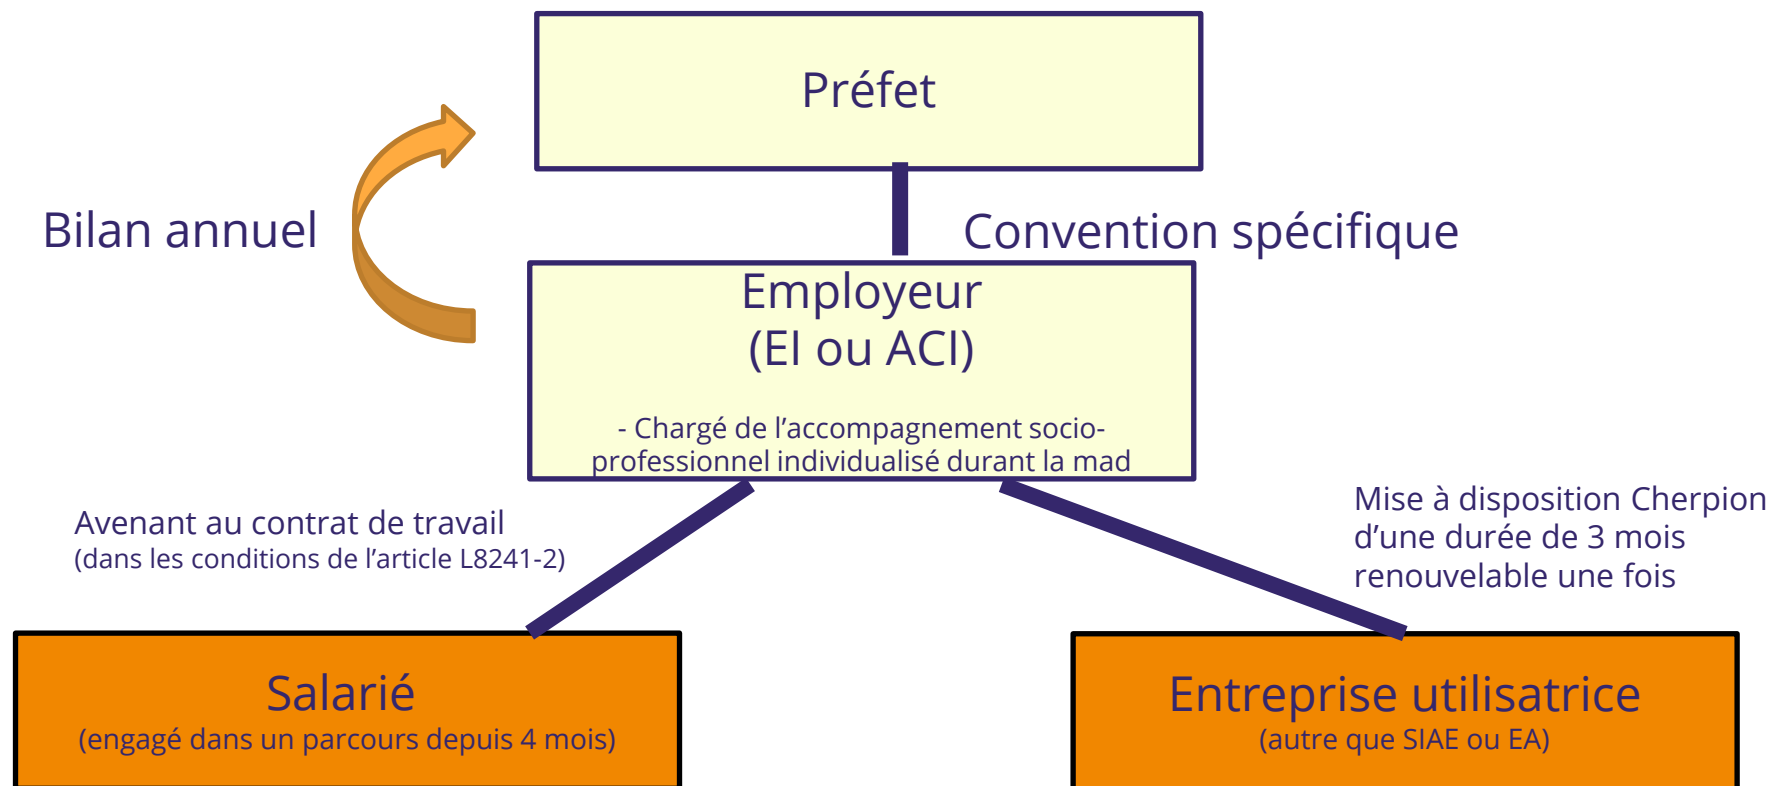 Préfet
Bilan annuel
Convention spécifique
Employeur
(EI ou ACI)
- Chargé de l’accompagnement socio-
professionnel individualisé durant la mad
Avenant au contrat de travail
(dans les conditions de l’article L8241-2)
Mise à disposition Cherpion
d’une durée de 3 mois
renouvelable une fois
Salarié
(engagé dans un parcours depuis 4 mois)
Entreprise utilisatrice
(autre que SIAE ou EA)